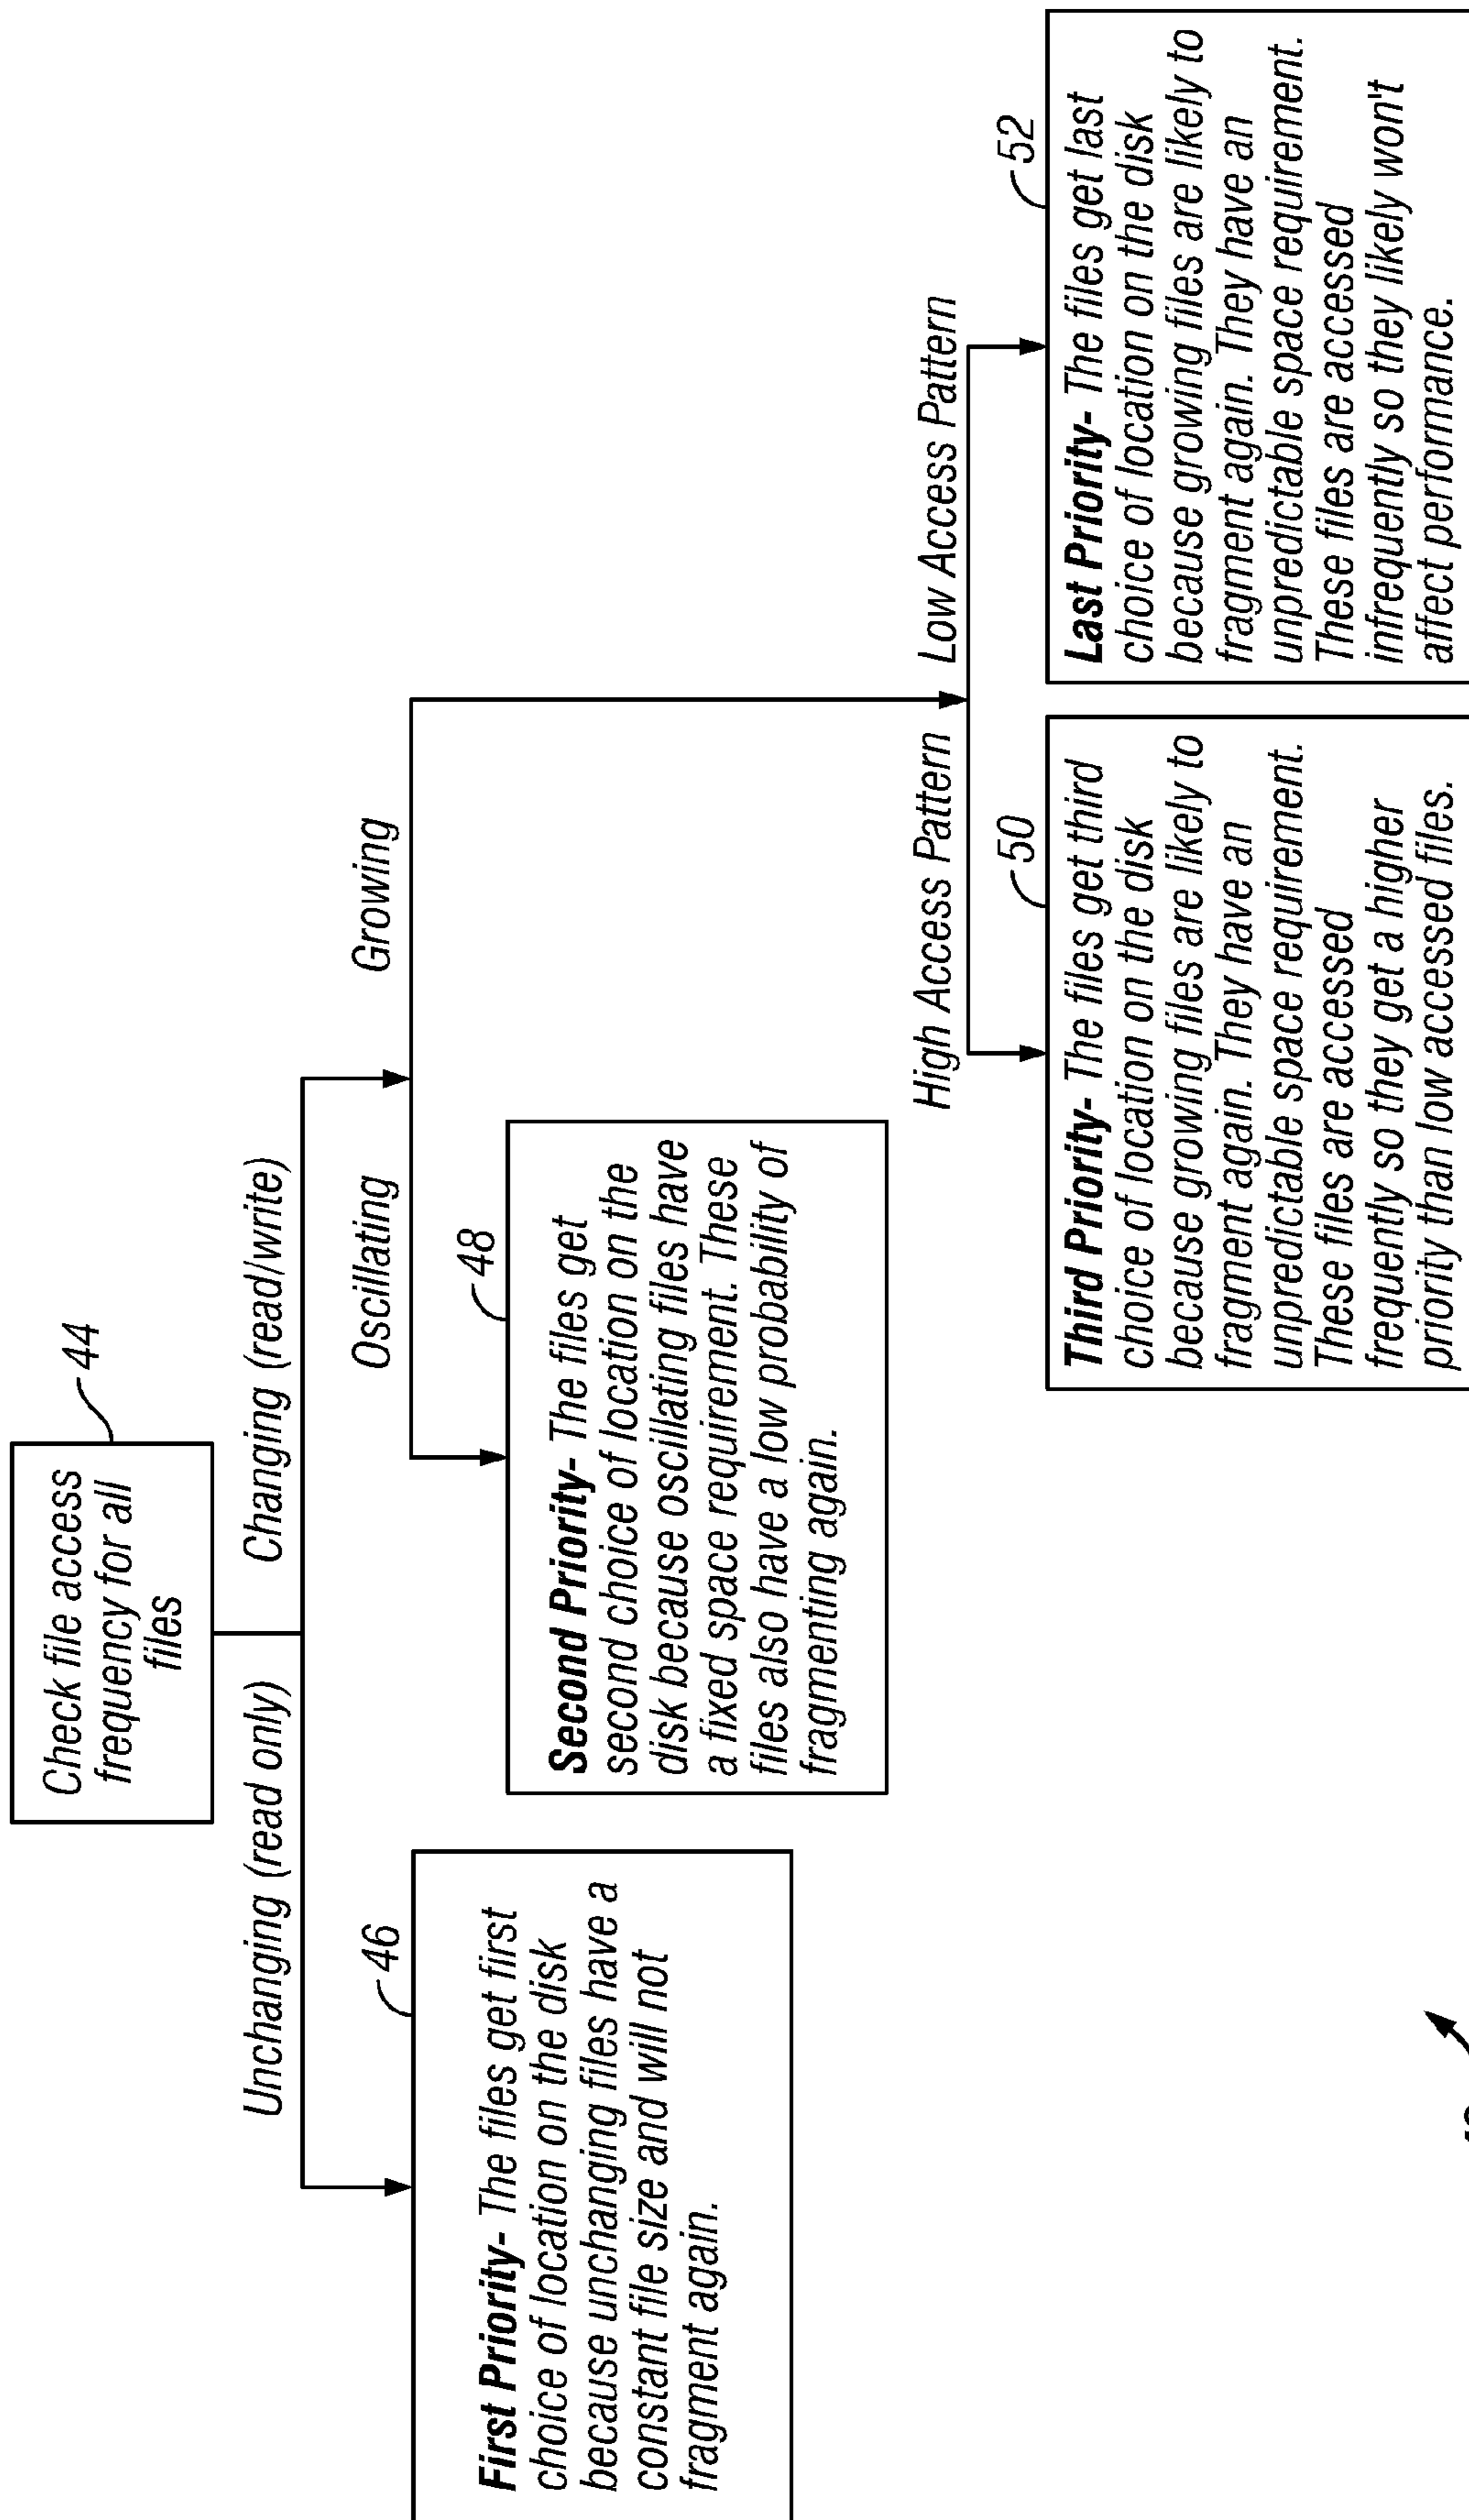 Check file access
frequency for all
files
44
Unchanging (read only)
Changing (read/write)
46
First Priority- The files get first
choice of location on the disk
because unchanging files have a
constant file size and will not
fragment again.
Oscillating
Growing
48
Second Priority- The files get
second choice of location on the
disk because oscillating files have
a fixed space requirement. These
files also have a low probability of
fragmenting again.
High Access Pattern
Low Access Pattern
50
Third Priority- The files get third
choice of location on the disk
because growing files are likely to
fragment again. They have an
unpredictable space requirement.
These files are accessed
frequently so they get a higher
priority than low accessed files.
52
Last Priority- The files get last
choice of location on the disk
because growing files are likely to
fragment again. They have an
unpredictable space requirement.
These files are accessed
infrequently so they likely won't
affect performance.